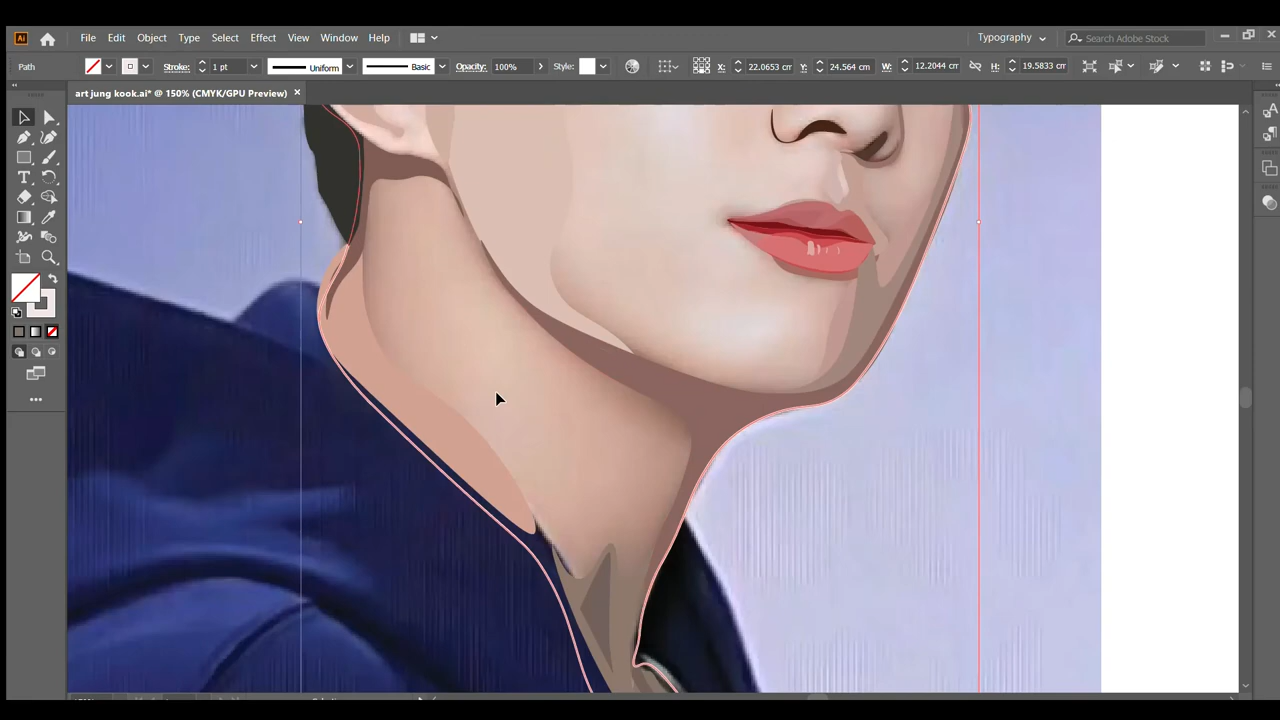 Ai File Edit Object Type Select Effect View Window Help Typography Search Adobe Stock
Path Stroke: 1 pt Uniform Basic Opacity: 100% Style: X: 22.0653 cm Y: 24.564 cm W: 12.2044 cm H: 19.5833 cm
art jung kook.ai* @ 150% (CMYK/GPU Preview) ×